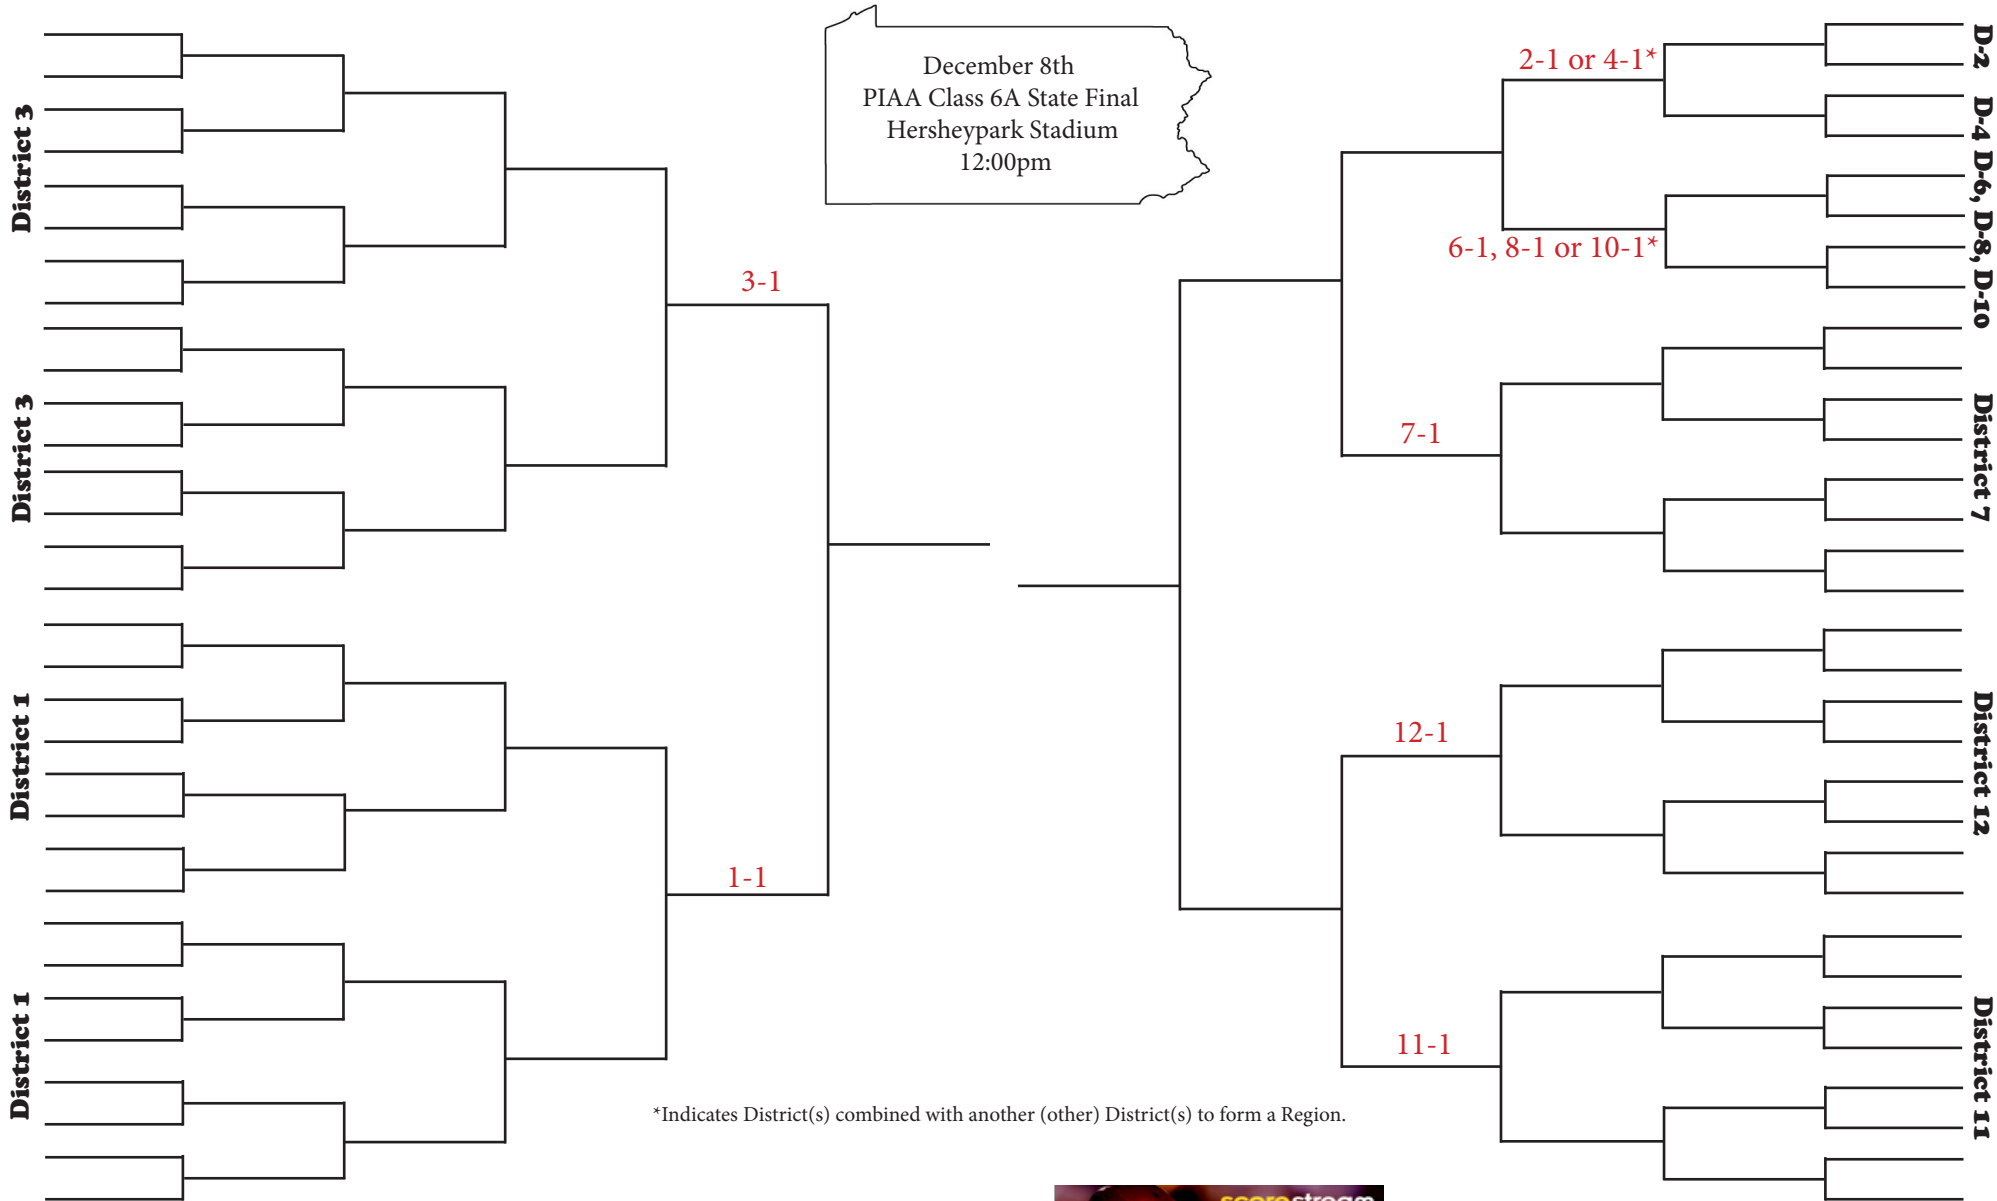 December 8th
PIAA Class 6A State Final
Hersheypark Stadium
12:00pm
District 3
District 3
District 1
District 1
3-1
1-1
2-1 or 4-1*
6-1, 8-1 or 10-1*
7-1
12-1
11-1
D-2
D-4
D-6, D-8, D-10
District 7
District 12
District 11
*Indicates District(s) combined with another (other) District(s) to form a Region.
scorestream